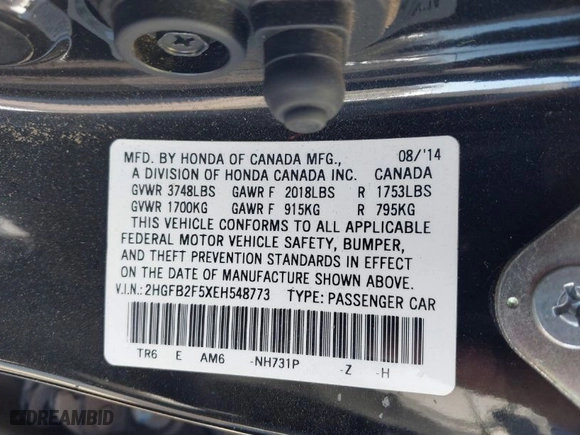 MFD. BY HONDA OF CANADA MFG., 08/'14
A DIVISION OF HONDA CANADA INC. CANADA
GVWR 3748LBS GAWR F 2018LBS R 1753LBS
GVWR 1700KG GAWR F 915KG R 795KG
THIS VEHICLE CONFORMS TO ALL APPLICABLE
FEDERAL MOTOR VEHICLE SAFETY, BUMPER,
AND THEFT PREVENTION STANDARDS IN EFFECT
ON THE DATE OF MANUFACTURE SHOWN ABOVE.
V.I.N.: 2HGFB2F5XEH548773 TYPE: PASSENGER CAR
TR6 E AM6 -NH731P -Z -H
DREAMBID